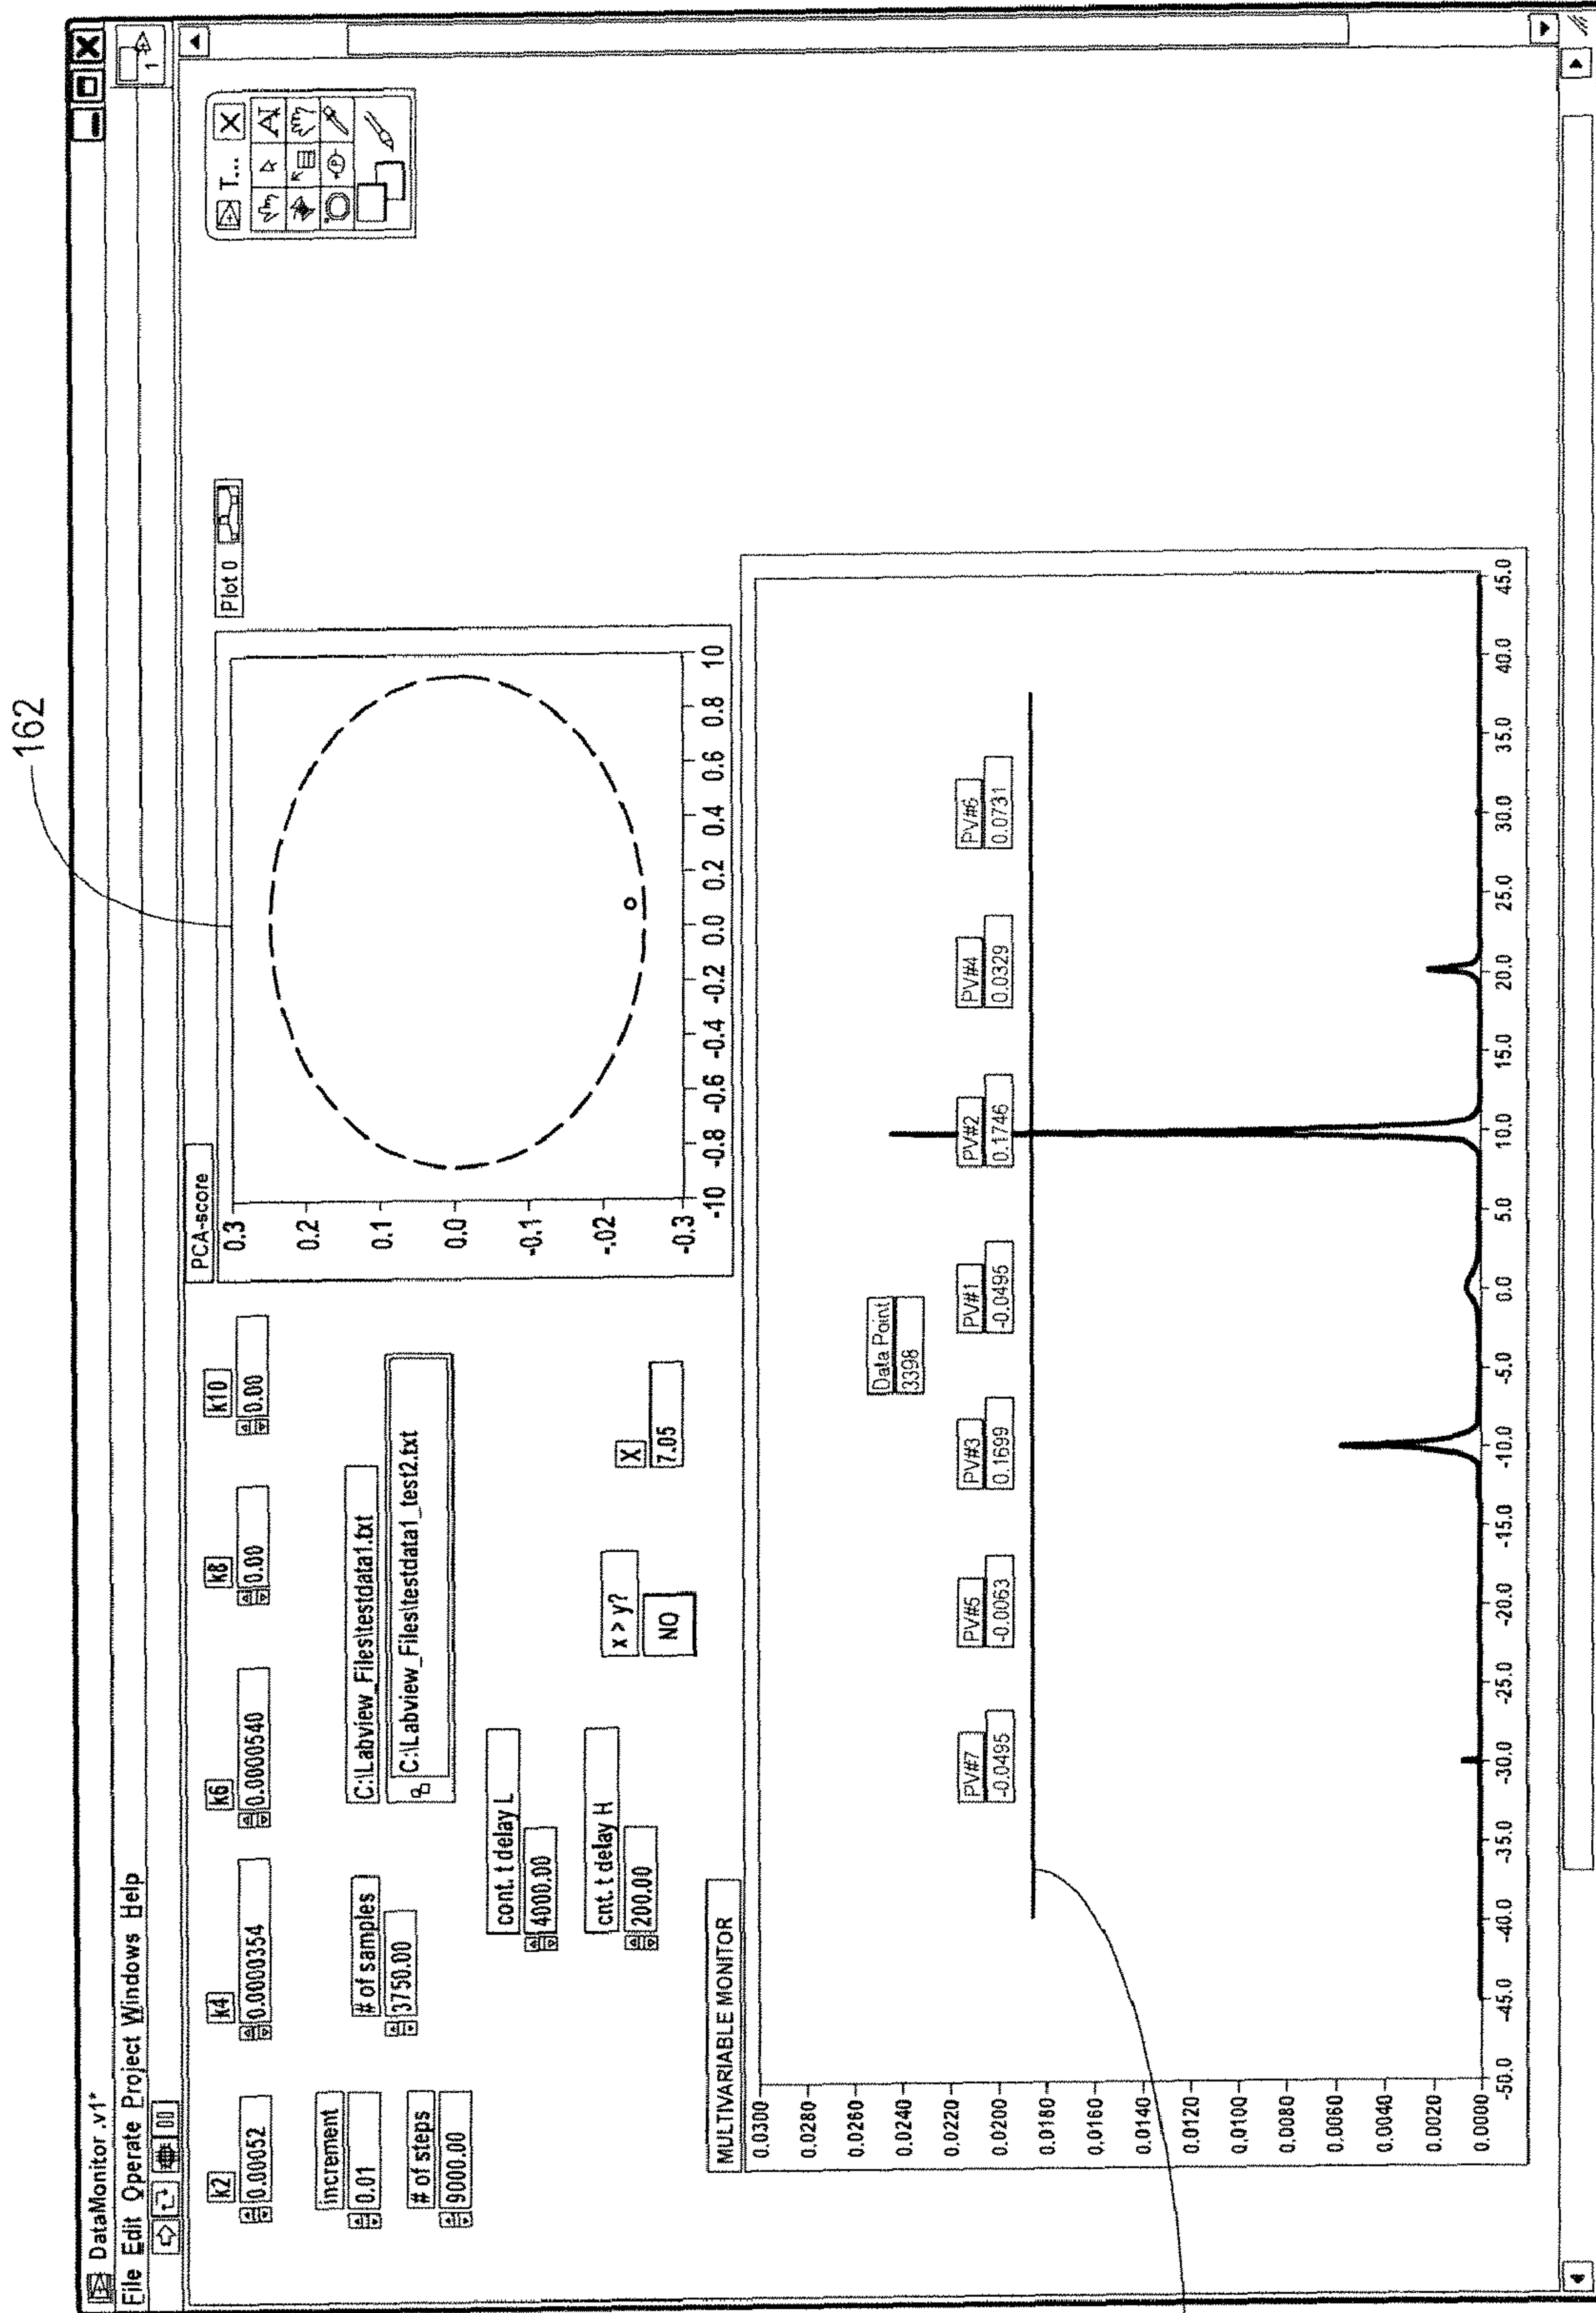 162
DataMonitor .v1*
File Edit Operate Project Windows Help
1
k2
0.00052
k4
0.0000354
k6
0.0000540
k8
0.00
k10
0.00
increment
0.01
# of samples
3750.00
C:\Labview_Files\testdata1.txt
C:\Labview_Files\testdata1_test2.txt
# of steps
9000.00
cont. t delay L
4000.00
cnt. t delay H
200.00
x > y?
NO
X
7.05
PCA-score
0.3
0.2
0.1
0.0
-0.1
-.02
-0.3
-10 -0.8 -0.6 -0.4 -0.2 0.0 0.2 0.4 0.6 0.8 10
Plot 0
T... X
A
P
MULTIVARIABLE MONITOR
0.0300
0.0280
0.0260
0.0240
0.0220
0.0200
0.0180
0.0160
0.0140
0.0120
0.0100
0.0080
0.0060
0.0040
0.0020
0.0000
Data Point
3398
PV#7 PV#5 PV#3 PV#1 PV#2 PV#4 PV#6
-0.0495 -0.0063 0.1699 -0.0495 0.1746 0.0329 0.0731
-50.0 -45.0 -40.0 -35.0 -30.0 -25.0 -20.0 -15.0 -10.0 -5.0 0.0 5.0 10.0 15.0 20.0 25.0 30.0 35.0 40.0 45.0